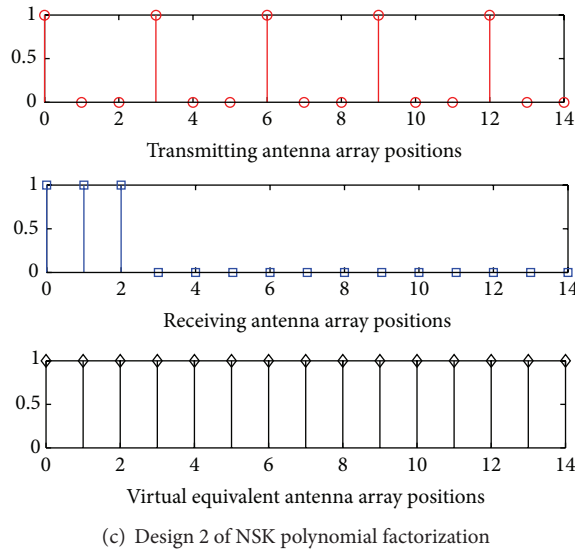 1
0.5
0
0 2 4 6 8 10 12 14
Transmitting antenna array positions
1
0.5
0
0 2 4 6 8 10 12 14
Receiving antenna array positions
1
0.5
0
0 2 4 6 8 10 12 14
Virtual equivalent antenna array positions
(c) Design 2 of NSK polynomial factorization